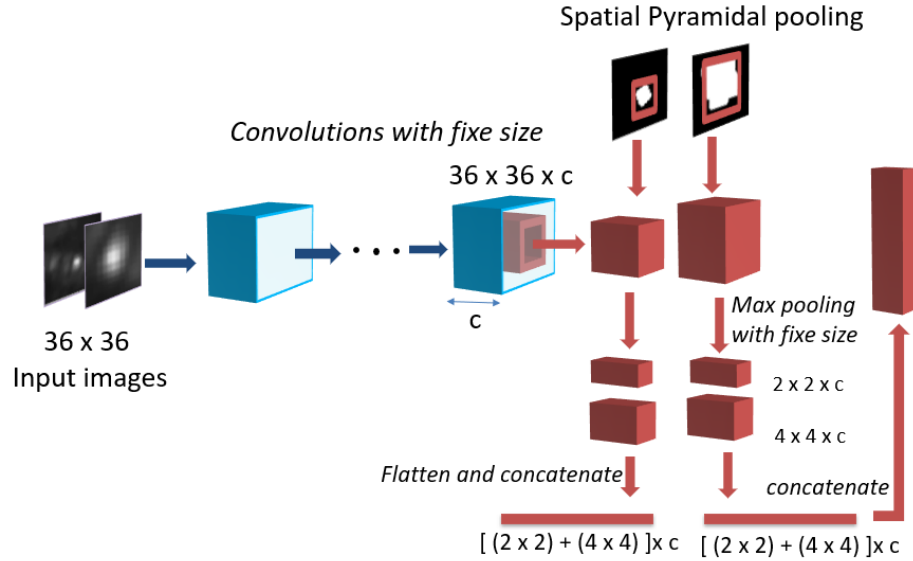 Spatial Pyramidal pooling
Convolutions with fixe size
36 x 36 x c
c
36 x 36
Input images
Max pooling
with fixe size
2 x 2 x c
4 x 4 x c
Flatten and concatenate
concatenate
[ (2 x 2) + (4 x 4) ]x c
[ (2 x 2) + (4 x 4) ]x c